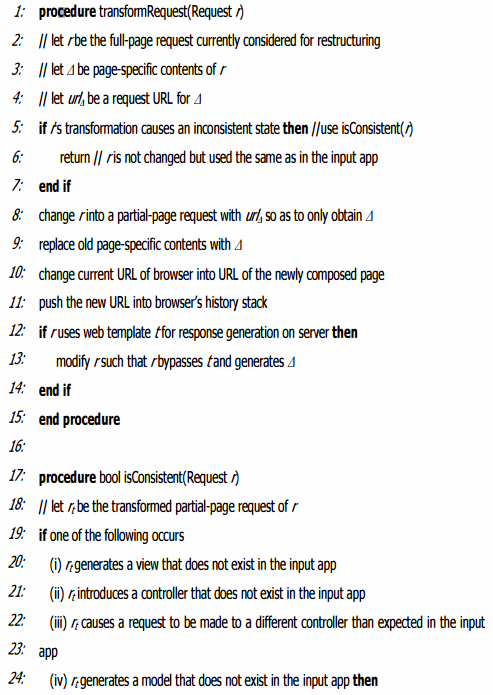 1: procedure transformRequest(Request r)
2: // let r be the full-page request currently considered for restructuring
3: // let Δ be page-specific contents of r
4: // let urlΔ be a request URL for Δ
5: if r's transformation causes an inconsistent state then //use isConsistent(r)
6: return // r is not changed but used the same as in the input app
7: end if
8: change r into a partial-page request with urlΔ so as to only obtain Δ
9: replace old page-specific contents with Δ
10: change current URL of browser into URL of the newly composed page
11: push the new URL into browser's history stack
12: if r uses web template t for response generation on server then
13: modify r such that r bypasses t and generates Δ
14: end if
15: end procedure
16:
17: procedure bool isConsistent(Request r)
18: // let rt be the transformed partial-page request of r
19: if one of the following occurs
20: (i) rt generates a view that does not exist in the input app
21: (ii) rt introduces a controller that does not exist in the input app
22: (iii) rt causes a request to be made to a different controller than expected in the input
23: app
24: (iv) rt generates a model that does not exist in the input app then